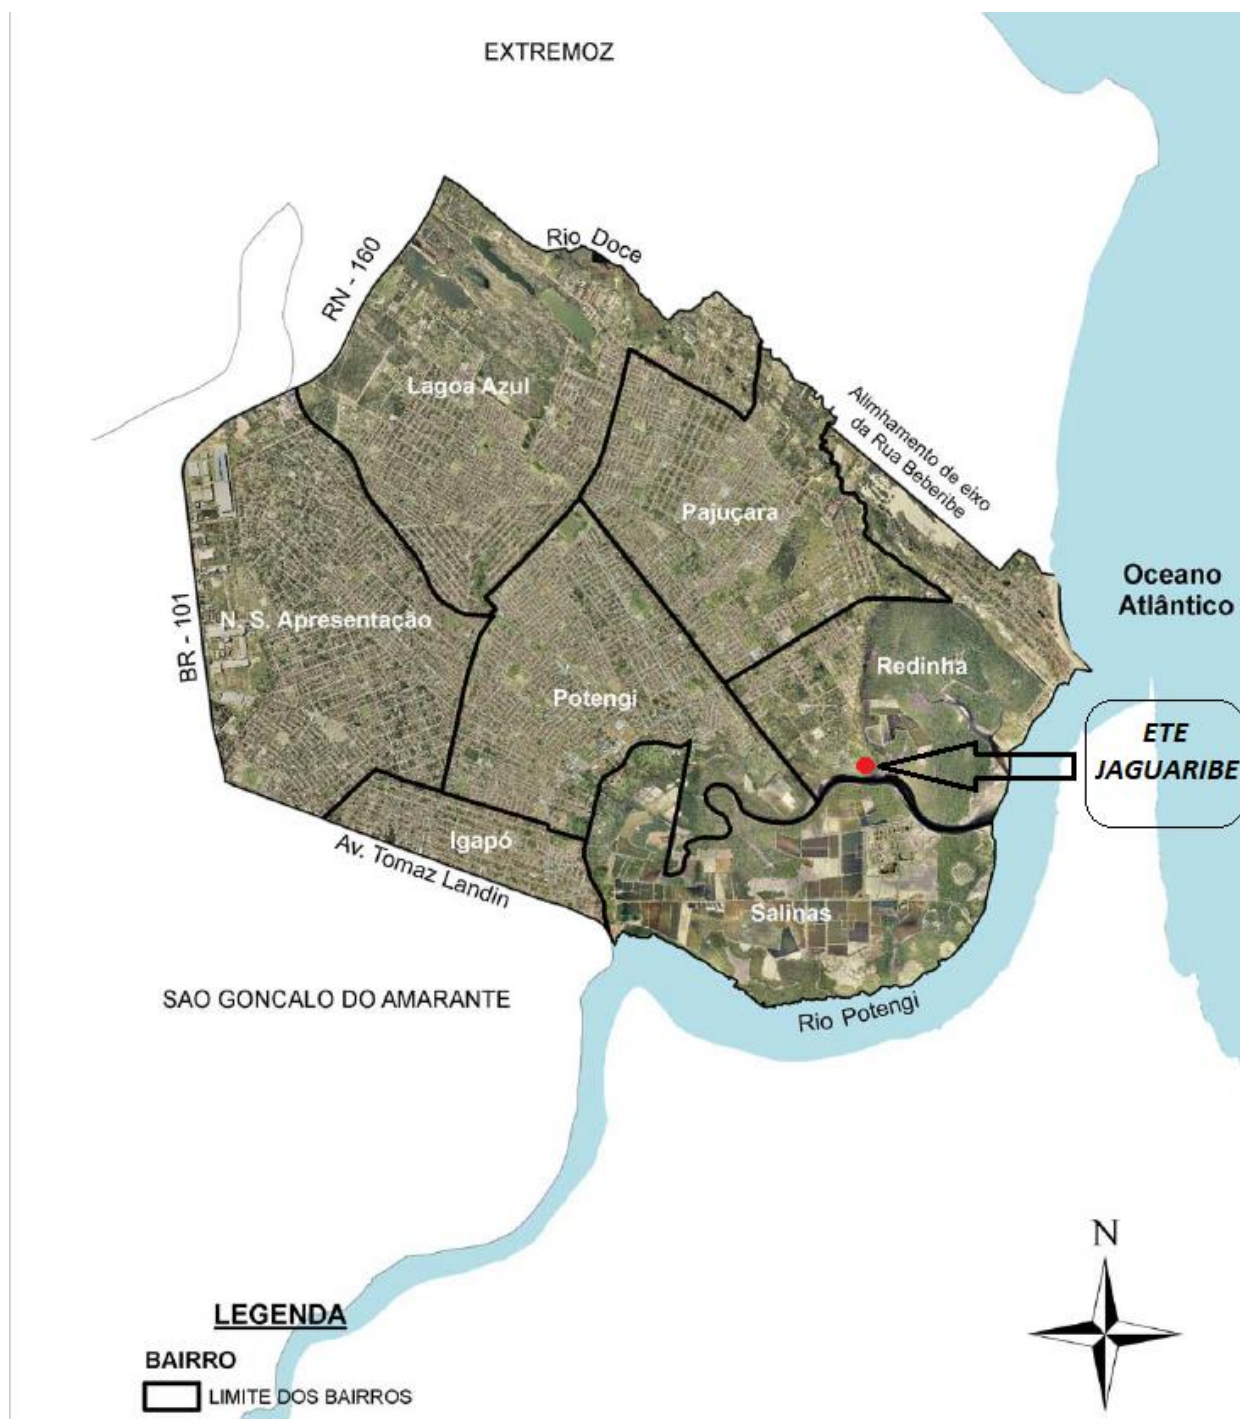 EXTREMOZ
Rio Doce
RN - 160
Lagoa Azul
Alimhamento de eixo
da Rua Beberibe
Pajuçara
Oceano
Atlântico
BR - 101
N. S. Apresentação
Redinha
Potengi
ETE
JAGUARIBE
Igapó
Av. Tomaz Landin
Salinas
SAO GONCALO DO AMARANTE
Rio Potengi
N
LEGENDA
BAIRRO
LIMITE DOS BAIRROS